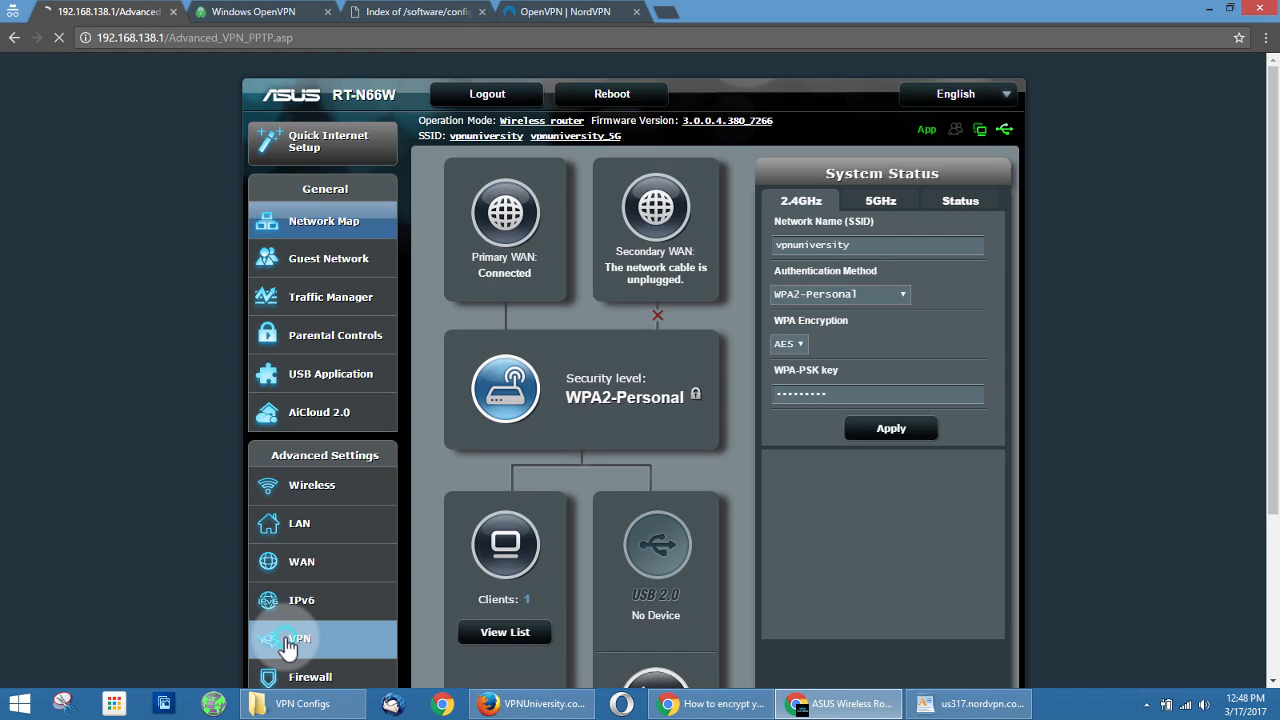 192.168.138.1/Advanced
Windows OpenVPN
Index of /software/config
OpenVPN | NordVPN
192.168.138.1/Advanced_VPN_PPTP.asp
ASUS RT-N66W
Logout
Reboot
English
Operation Mode: Wireless router Firmware Version: 3.0.0.4.380_7266
SSID: vpnuniversity vpnuniversity_5G
App
Quick Internet
Setup
General
Network Map
Guest Network
Traffic Manager
Parental Controls
USB Application
AiCloud 2.0
Advanced Settings
Wireless
LAN
WAN
IPv6
VPN
Firewall
Primary WAN:
Connected
Secondary WAN:
The network cable is
unplugged.
Security level:
WPA2-Personal
Clients: 1
View List
USB 2.0
No Device
System Status
2.4GHz
5GHz
Status
Network Name (SSID)
vpnuniversity
Authentication Method
WPA2-Personal
WPA Encryption
AES
WPA-PSK key
•••••••••
Apply
VPN Configs
VPNUniversity.co...
How to encrypt y...
ASUS Wireless Ro...
us317.nordvpn.co...
12:48 PM
3/17/2017